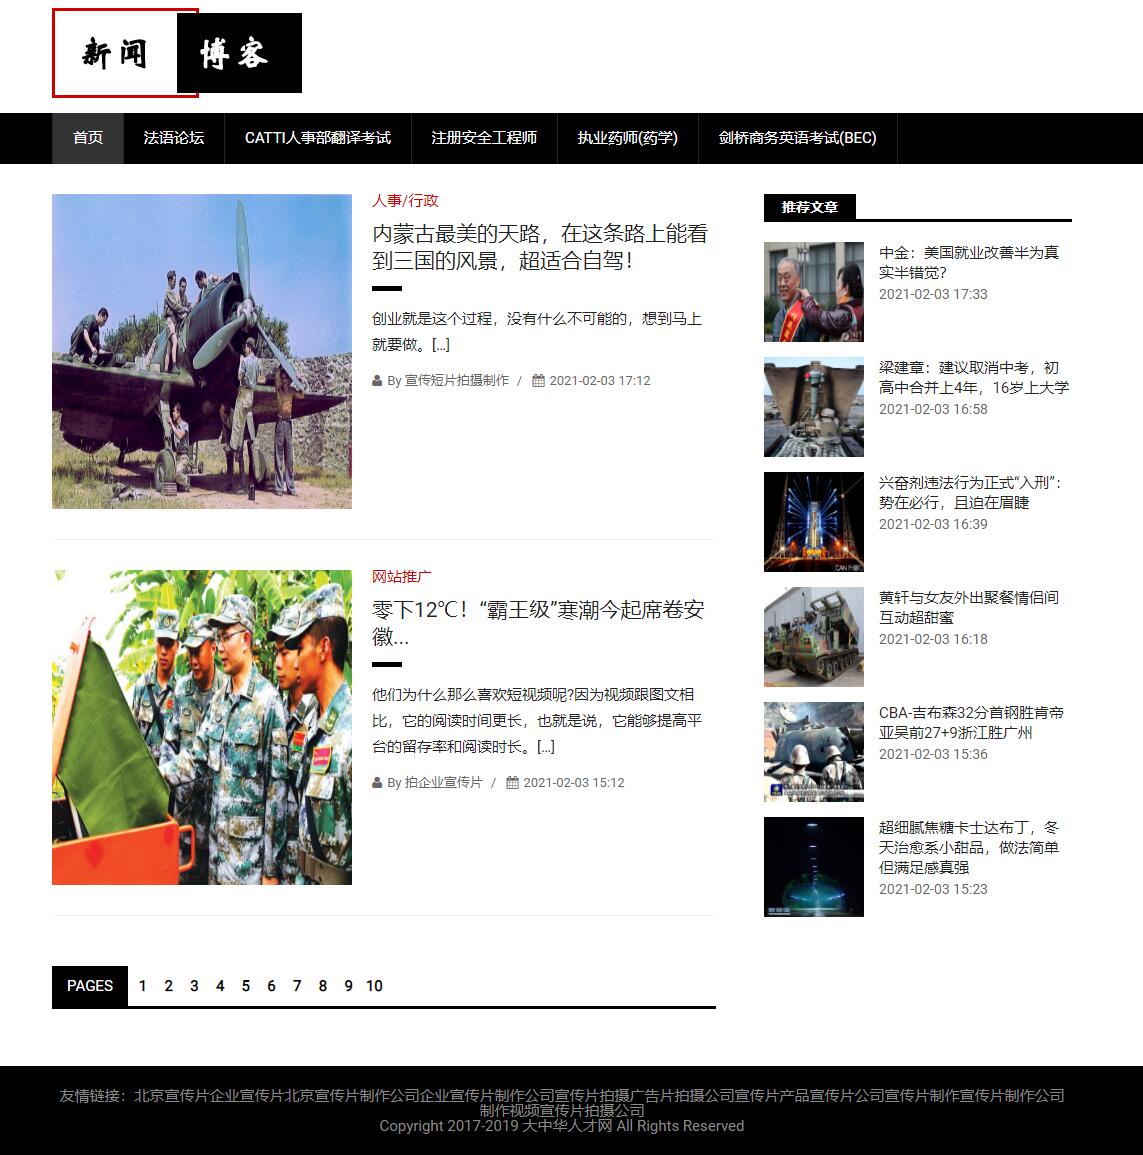 新闻 博客
首页 法语论坛 CATTI人事部翻译考试 注册安全工程师 执业药师(药学) 剑桥商务英语考试(BEC)
人事/行政
内蒙古最美的天路，在这条路上能看
到三国的风景，超适合自驾！
创业就是这个过程，没有什么不可能的，想到马上
就要做。[...]
By 宣传短片拍摄制作 / 2021-02-03 17:12
网站推广
零下12℃！“霸王级”寒潮今起席卷安
徽...
他们为什么那么喜欢短视频呢?因为视频跟图文相
比，它的阅读时间更长，也就是说，它能够提高平
台的留存率和阅读时长。[...]
By 拍企业宣传片 / 2021-02-03 15:12
PAGES 1 2 3 4 5 6 7 8 9 10
推荐文章
中金：美国就业改善半为真
实半错觉？
2021-02-03 17:33
梁建章：建议取消中考，初
高中合并上4年，16岁上大学
2021-02-03 16:58
兴奋剂违法行为正式“入刑”：
势在必行，且迫在眉睫
2021-02-03 16:39
黄轩与女友外出聚餐情侣间
互动超甜蜜
2021-02-03 16:18
CBA-吉布森32分首钢胜肯帝
亚吴前27+9浙江胜广州
2021-02-03 15:36
超细腻焦糖卡士达布丁，冬
天治愈系小甜品，做法简单
但满足感真强
2021-02-03 15:23
友情链接：北京宣传片企业宣传片北京宣传片制作公司企业宣传片制作公司宣传片拍摄广告片拍摄公司宣传片产品宣传片公司宣传片制作宣传片制作公司
制作视频宣传片拍摄公司
Copyright 2017-2019 大中华人才网 All Rights Reserved